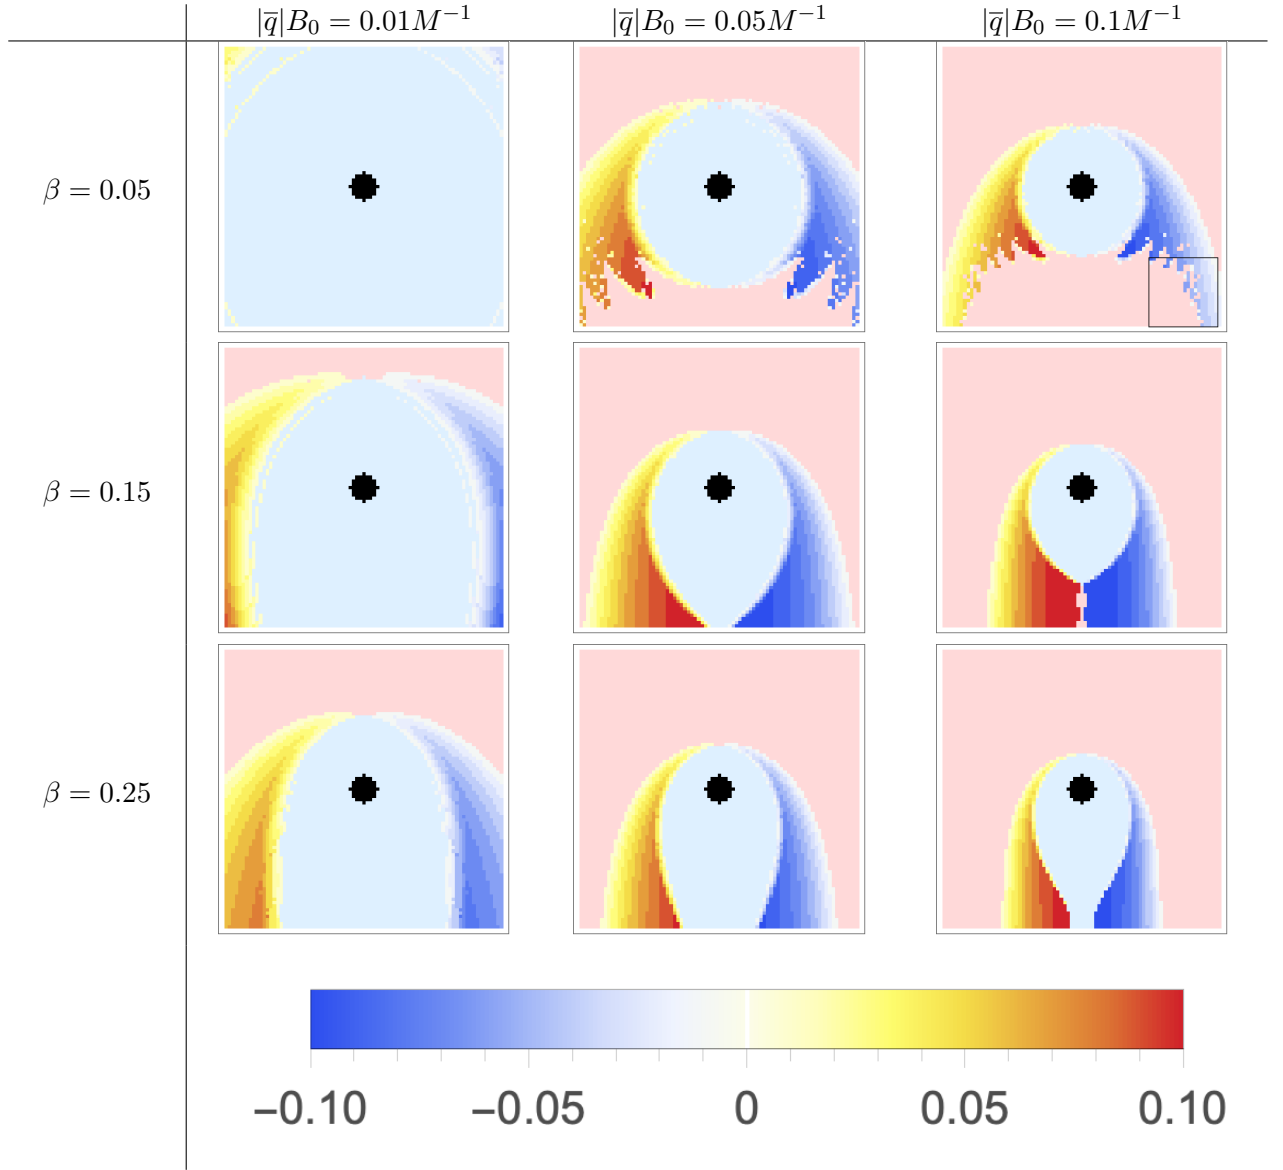 |q̅|B₀ = 0.01M⁻¹ |q̅|B₀ = 0.05M⁻¹ |q̅|B₀ = 0.1M⁻¹
β = 0.05
β = 0.15
β = 0.25
−0.10 −0.05 0 0.05 0.10